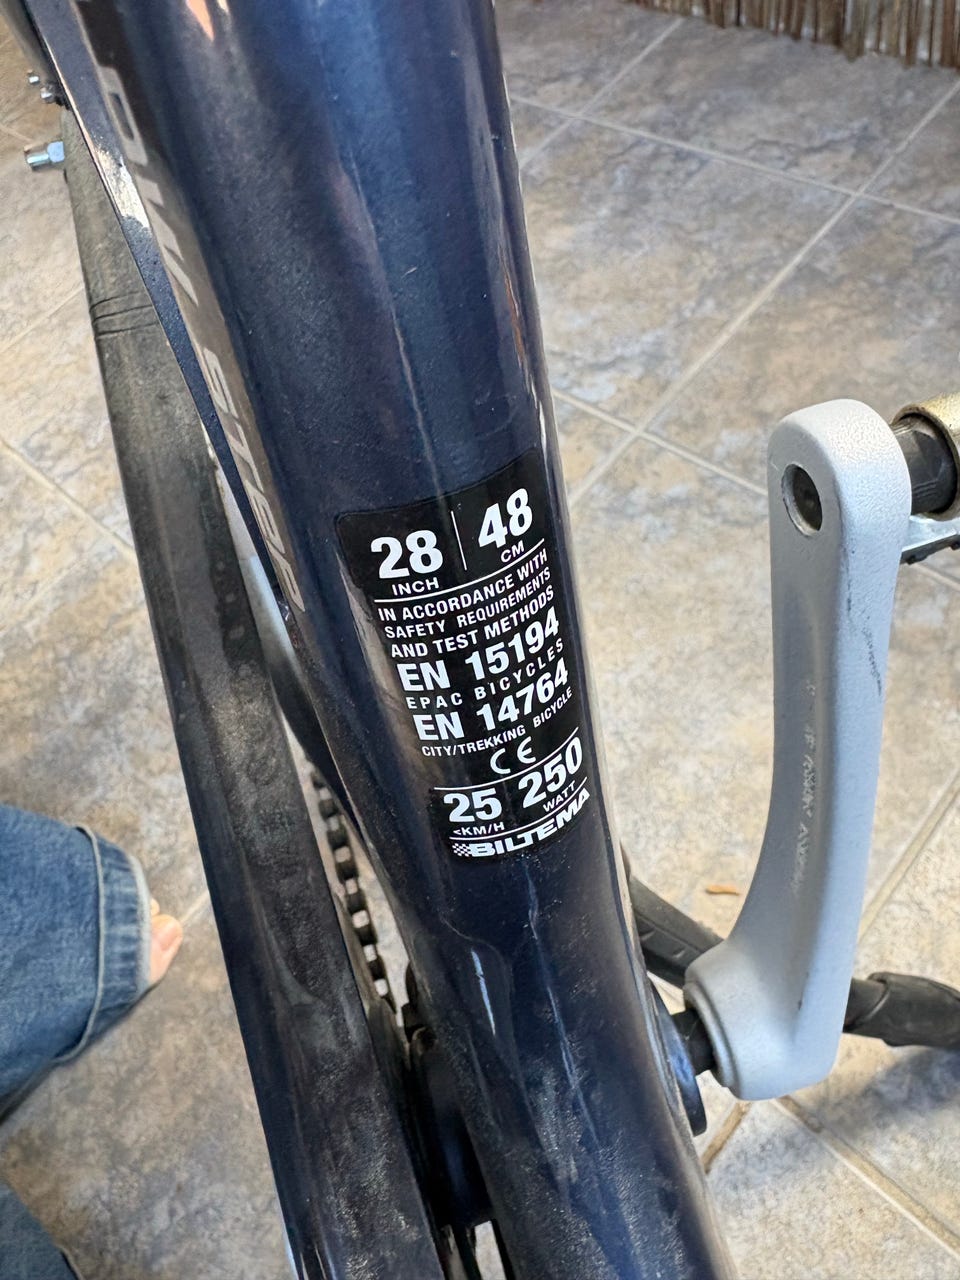 28 | 48
INCH CM
IN ACCORDANCE WITH
SAFETY REQUIREMENTS
AND TEST METHODS
EN 15194
EPAC BICYCLES
EN 14764
CITY/TREKKING BICYCLE
CE
25 250
<KM/H WATT
BILTEMA